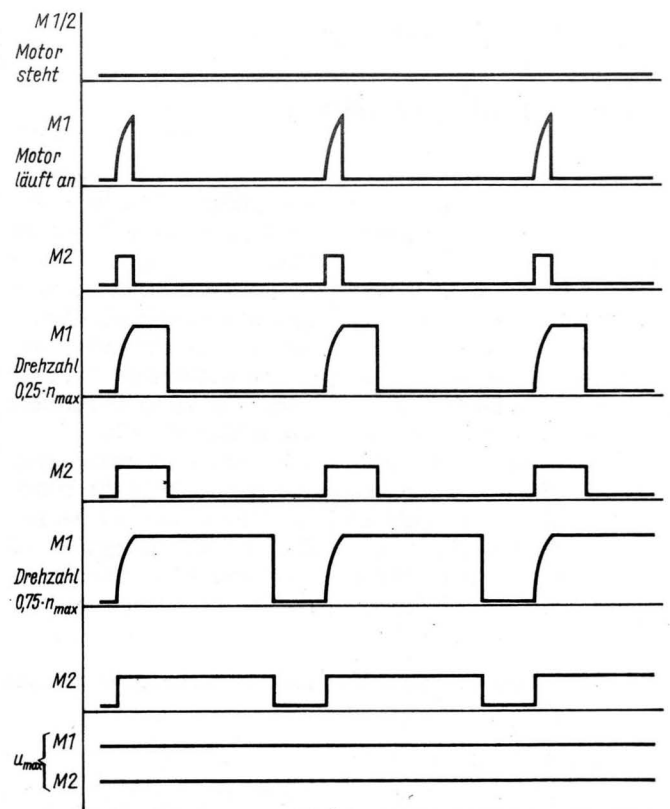 M 1/2
Motor
steht
M1
Motor
läuft an
M2
M1
Drehzahl
0,25·n_max
M2
M1
Drehzahl
0,75·n_max
M2
u_max { M1
M2